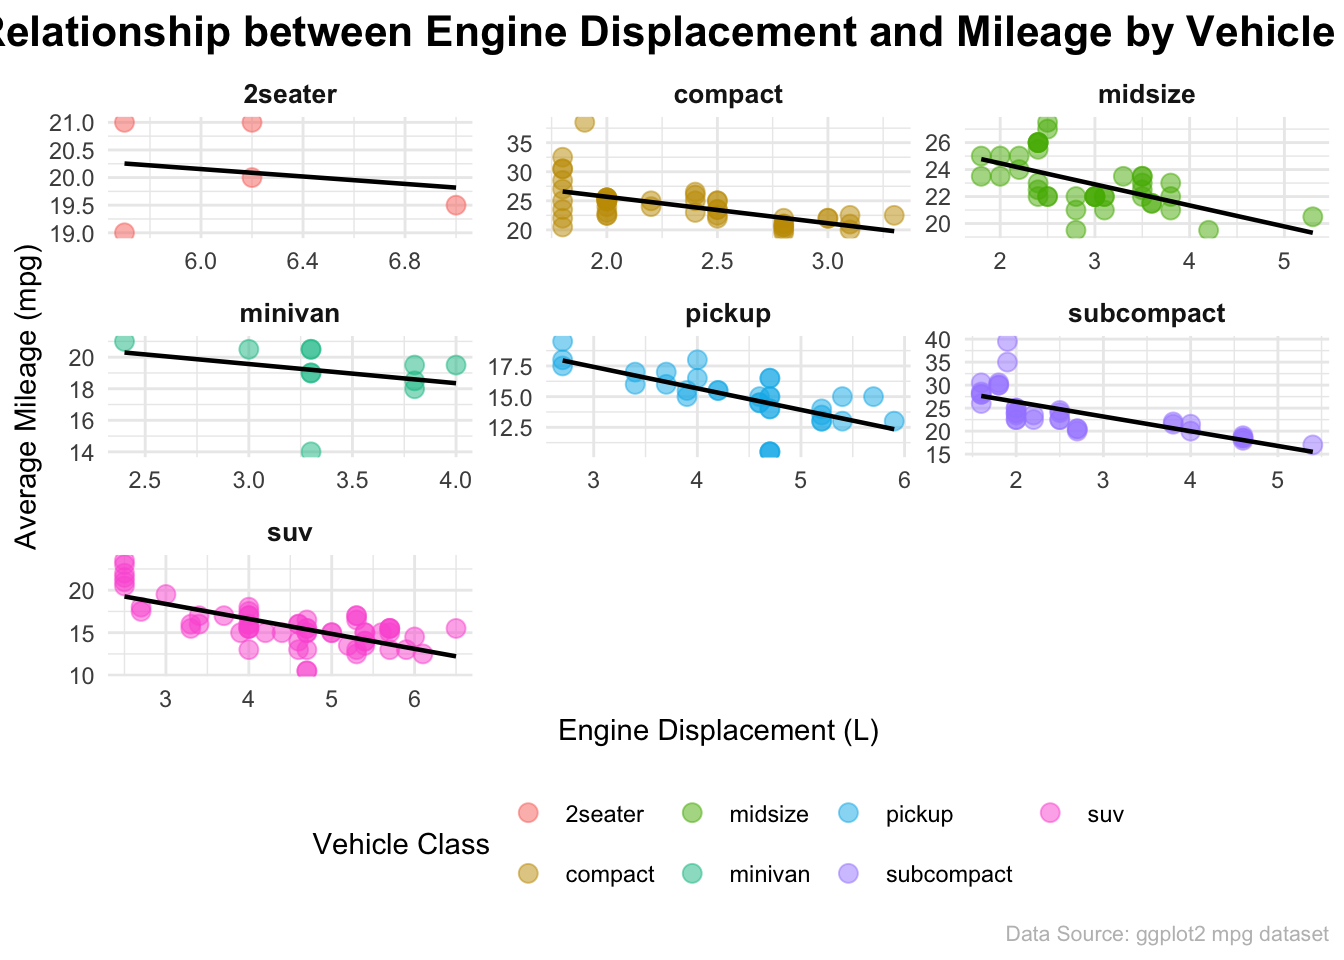 Relationship between Engine Displacement and Mileage by Vehicle
2seater
compact
midsize
21.0
20.5
20.0
19.5
19.0
35
30
25
20
26
24
22
20
6.0 6.4 6.8
2.0 2.5 3.0
2 3 4 5
minivan
pickup
subcompact
20
18
16
14
17.5
15.0
12.5
40
35
30
25
20
15
2.5 3.0 3.5 4.0
3 4 5 6
2 3 4 5
suv
20
15
10
3 4 5 6
Average Mileage (mpg)
Engine Displacement (L)
Vehicle Class
2seater midsize pickup suv
compact minivan subcompact
Data Source: ggplot2 mpg dataset